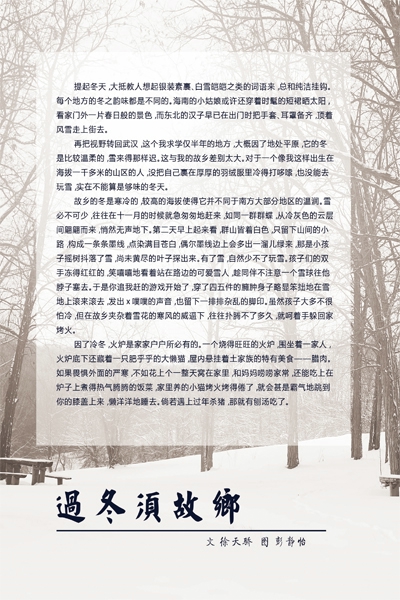 提起冬天，大抵教人想起银装素裹、白雪皑皑之类的词语来，总和纯洁挂钩。
每个地方的冬之韵味都是不同的。海南的小姑娘或许还穿着时髦的短裙晒太阳，
看家门外一片春日般的景色，而东北的汉子早已在出门时把手套、耳罩备齐，顶着
风雪走上街去。
再把视野转回武汉，这个我求学仅半年的地方，大概因了地处平原，它的冬
是比较温柔的，雪来得那样迟。这与我的故乡差别太大。对于一个像我这样出生在
海拔一千多米的山区的人，没把自己裹在厚厚的羽绒服里冷得打哆嗦，也没能去
玩雪，实在不能算是够味的冬天。
故乡的冬是寒冷的，较高的海拔使得它并不同于南方大部分地区的温润。雪
必不可少，往往在十一月的时候就急匆匆地赶来，如同一群群蝶，从冷灰色的云层
间翩翩而来，悄然无声地下。第二天早上起来看，群山皆着白色，只留下山间的小
路，构成一条条墨线，点染满目苍白，偶尔墨线边上会多出一溜儿绿来，那是小孩
子摇树抖落了雪，尚未黄尽的叶子探出来。有了雪，自然少不了玩雪。孩子们的双
手冻得红红的，笑嘻嘻地看着站在路边的可爱雪人，趁同伴不注意一个雪球往他
脖子塞去。于是你追我赶的游戏开始了，穿了四五件的臃肿身子略显笨拙地在雪
地上滚来滚去，发出x噗噗的声音，也留下一排排杂乱的脚印。虽然孩子大多不很
怕冷，但在故乡夹杂着雪花的寒风的威逼下，往往扑腾不了多久，就呵着手躲回家
烤火。
因了冷冬，火炉是家家户户所必有的。一个烧得旺旺的火炉，围坐着一家人，
火炉底下还藏着一只肥乎乎的大懒猫，屋内悬挂着土家族的特有美食——腊肉。
如果畏惧外面的严寒，不如花上一整天窝在家里，和妈妈唠唠家常，还能吃上在
炉子上煮得热气腾腾的饭菜，家里养的小猫烤火烤得倦了，就会甚是霸气地跳到
你的膝盖上来，懒洋洋地睡去。倘若遇上过年杀猪，那就有刨汤吃了。
過冬須故鄉
文 徐天骄 图 彭静怡